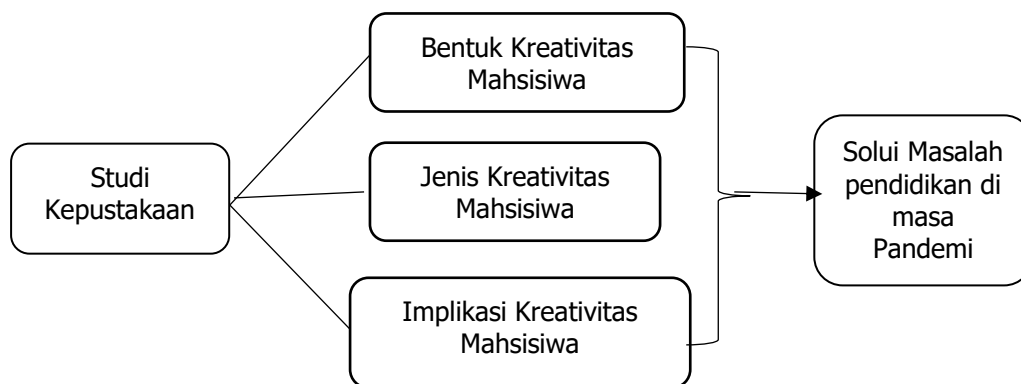 Studi
Kepustakaan
Bentuk Kreativitas
Mahsisiwa
Jenis Kreativitas
Mahsisiwa
Implikasi Kreativitas
Mahsisiwa
Solui Masalah
pendidikan di
masa
Pandemi